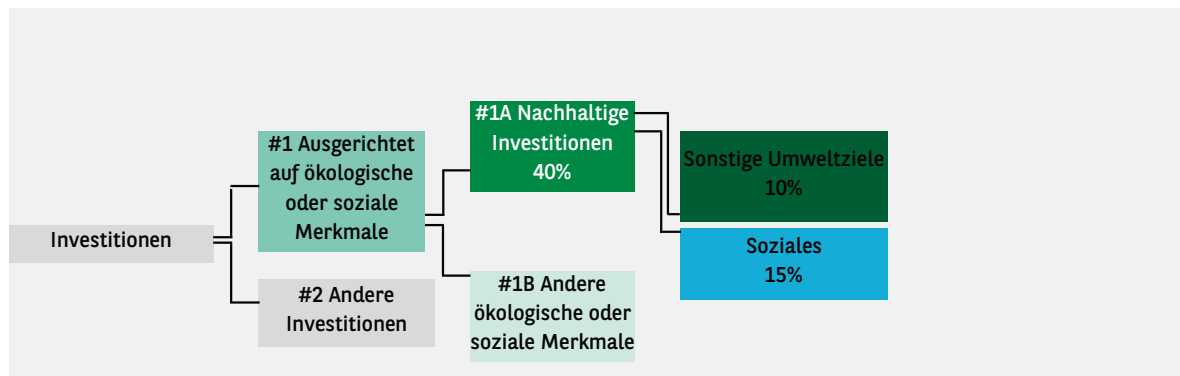 Investitionen
#1 Ausgerichtet
auf ökologische
oder soziale
Merkmale
#2 Andere
Investitionen
#1A Nachhaltige
Investitionen
40%
#1B Andere
ökologische oder
soziale Merkmale
Sonstige Umweltziele
10%
Soziales
15%